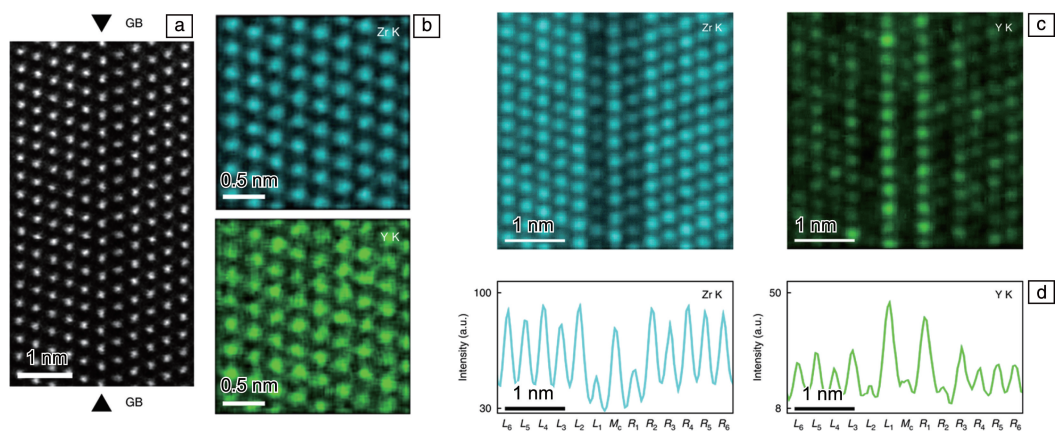 GB
a
1 nm
GB
b
Zr K
0.5 nm
Y K
0.5 nm
Zr K
1 nm
c
Y K
1 nm
d
Zr K
100
30
Intensity (a.u.)
1 nm
L6 L5 L4 L3 L2 L1 Mc R1 R2 R3 R4 R5 R6
Y K
50
8
Intensity (a.u.)
1 nm
L6 L5 L4 L3 L2 L1 Mc R1 R2 R3 R4 R5 R6